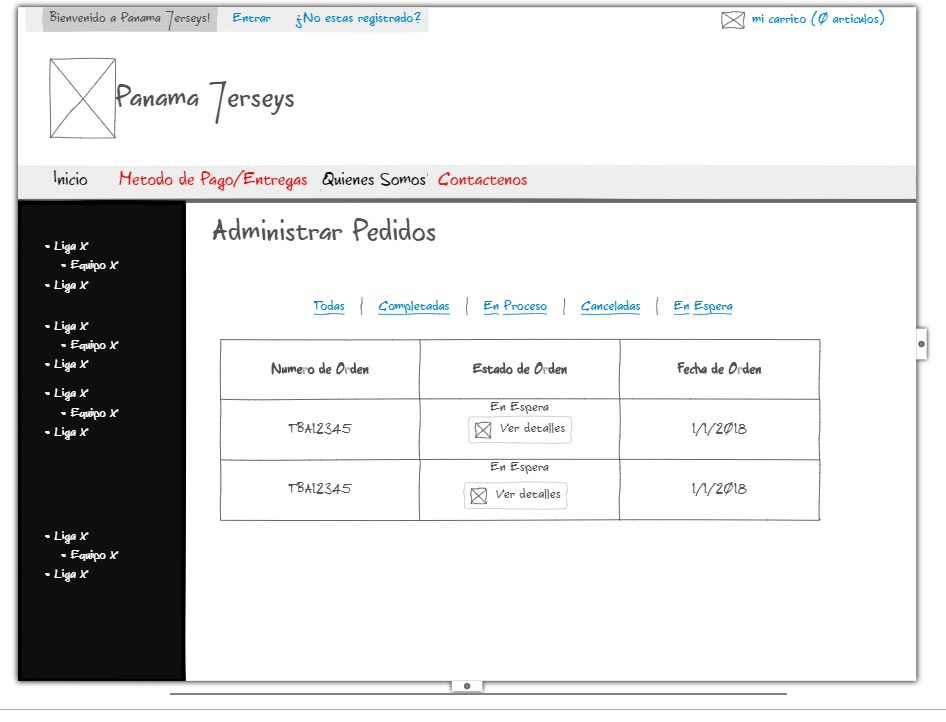 Bienvenido a Panama Jerseys! Entrar ¿No estas registrado? mi carrito (0 articulos)
Panama Jerseys
Inicio Metodo de Pago/Entregas Quienes Somos Contactenos
Administrar Pedidos
- Liga X
- Equipo X
- Liga X
- Liga X
- Equipo X
- Liga X
- Liga X
- Equipo X
- Liga X
- Liga X
- Equipo X
- Liga X
Todas | Completadas | En Proceso | Canceladas | En Espera
Numero de Orden Estado de Orden Fecha de Orden
En Espera
TBA12345 Ver detalles 1/1/2018
En Espera
TBA12345 Ver detalles 1/1/2018